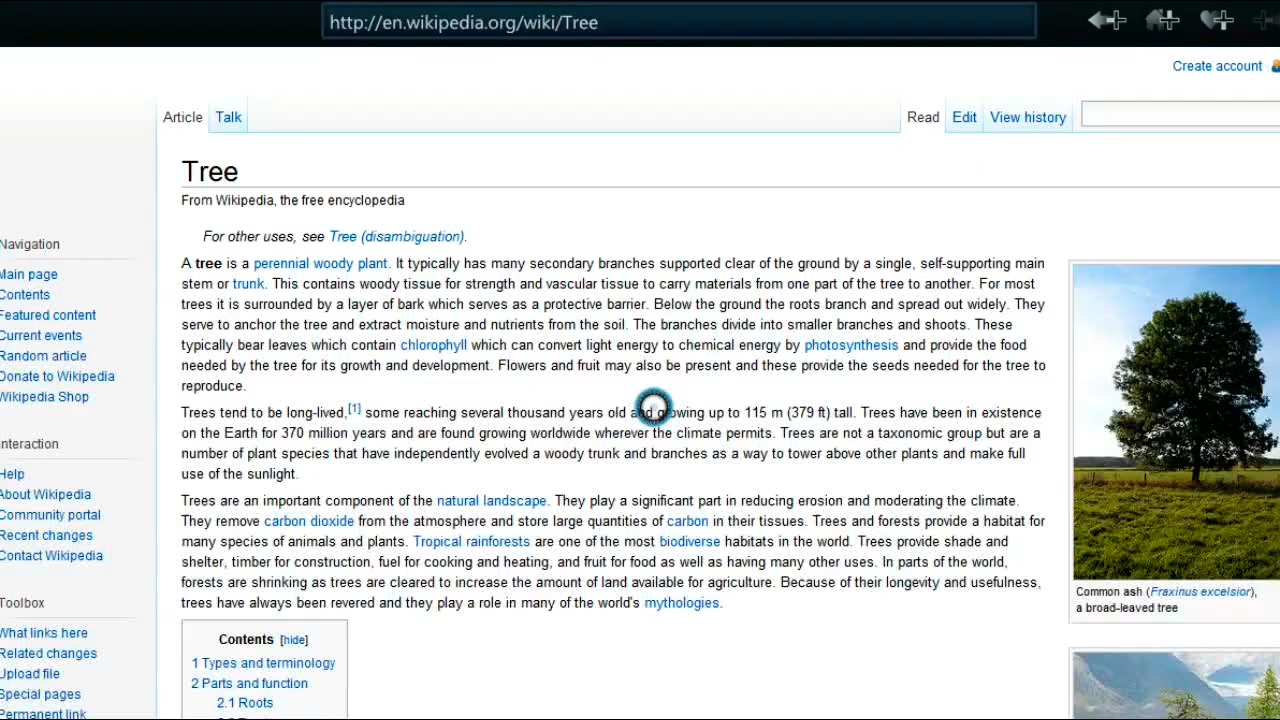 http://en.wikipedia.org/wiki/Tree
Create account
Article
Talk
Read
Edit
View history
Tree
From Wikipedia, the free encyclopedia
For other uses, see Tree (disambiguation).
A tree is a perennial woody plant. It typically has many secondary branches supported clear of the ground by a single, self-supporting main
stem or trunk. This contains woody tissue for strength and vascular tissue to carry materials from one part of the tree to another. For most
trees it is surrounded by a layer of bark which serves as a protective barrier. Below the ground the roots branch and spread out widely. They
serve to anchor the tree and extract moisture and nutrients from the soil. The branches divide into smaller branches and shoots. These
typically bear leaves which contain chlorophyll which can convert light energy to chemical energy by photosynthesis and provide the food
needed by the tree for its growth and development. Flowers and fruit may also be present and these provide the seeds needed for the tree to
reproduce.
Trees tend to be long-lived,[1] some reaching several thousand years old and growing up to 115 m (379 ft) tall. Trees have been in existence
on the Earth for 370 million years and are found growing worldwide wherever the climate permits. Trees are not a taxonomic group but are a
number of plant species that have independently evolved a woody trunk and branches as a way to tower above other plants and make full
use of the sunlight.
Trees are an important component of the natural landscape. They play a significant part in reducing erosion and moderating the climate.
They remove carbon dioxide from the atmosphere and store large quantities of carbon in their tissues. Trees and forests provide a habitat for
many species of animals and plants. Tropical rainforests are one of the most biodiverse habitats in the world. Trees provide shade and
shelter, timber for construction, fuel for cooking and heating, and fruit for food as well as having many other uses. In parts of the world,
forests are shrinking as trees are cleared to increase the amount of land available for agriculture. Because of their longevity and usefulness,
trees have always been revered and they play a role in many of the world's mythologies.
Contents [hide]
1 Types and terminology
2 Parts and function
2.1 Roots
Navigation
Main page
Contents
Featured content
Current events
Random article
Donate to Wikipedia
Wikipedia Shop
Interaction
Help
About Wikipedia
Community portal
Recent changes
Contact Wikipedia
Toolbox
What links here
Related changes
Upload file
Special pages
Permanent link
Common ash (Fraxinus excelsior),
a broad-leaved tree